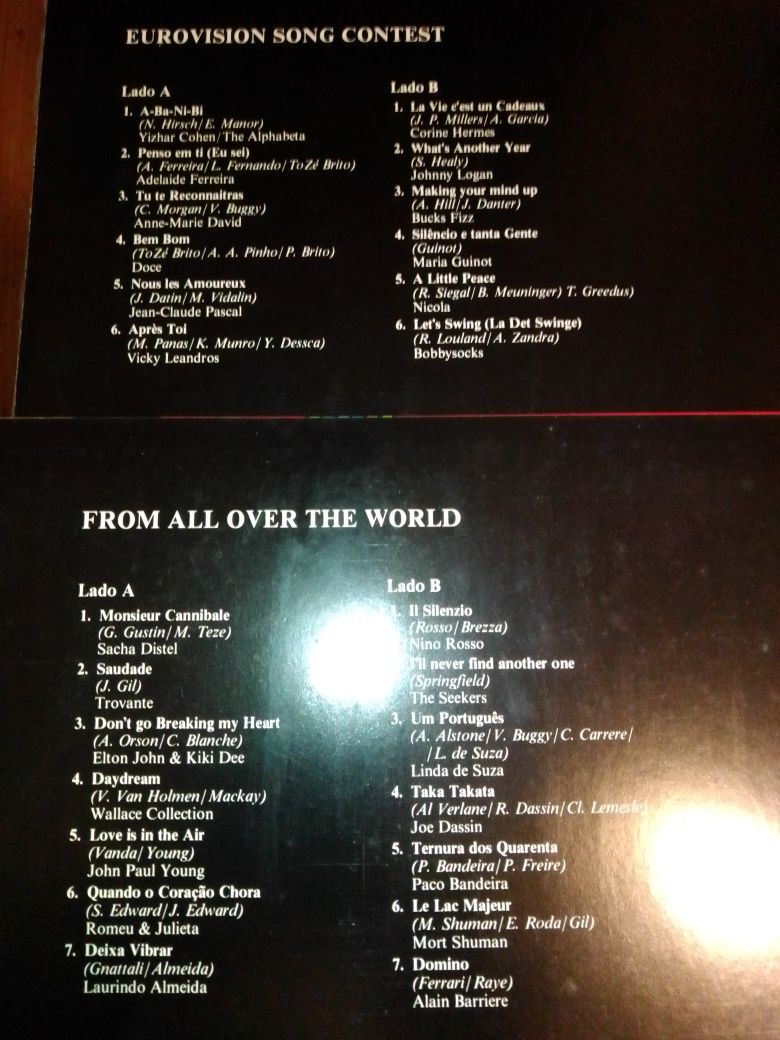 EUROVISION SONG CONTEST
Lado A
1. A-Ba-Ni-Bi
(N. Hirsch/E. Manor)
Yizhar Cohen/The Alphabeta
2. Penso em ti (Eu sei)
(A. Ferreira/L. Fernando/ToZé Brito)
Adelaide Ferreira
3. Tu te Reconnaitras
(C. Morgan/V. Buggy)
Anne-Marie David
4. Bem Bom
(ToZé Brito/A. A. Pinho/P. Brito)
Doce
5. Nous les Amoureux
(J. Datin/M. Vidalin)
Jean-Claude Pascal
6. Après Toi
(M. Panas/K. Munro/Y. Dessca)
Vicky Leandros
Lado B
1. La Vie c'est un Cadeaux
(J. P. Millers/A. Garcia)
Corine Hermes
2. What's Another Year
(S. Healy)
Johnny Logan
3. Making your mind up
(A. Hill/J. Danter)
Bucks Fizz
4. Silêncio e tanta Gente
(Guinot)
Maria Guinot
5. A Little Peace
(R. Siegal/B. Meuninger) T. Greedus)
Nicola
6. Let's Swing (La Det Swinge)
(R. Louland/A. Zandra)
Bobbysocks
FROM ALL OVER THE WORLD
Lado A
1. Monsieur Cannibale
(G. Gustin/M. Teze)
Sacha Distel
2. Saudade
(J. Gil)
Trovante
3. Don't go Breaking my Heart
(A. Orson/C. Blanche)
Elton John & Kiki Dee
4. Daydream
(V. Van Holmen/Mackay)
Wallace Collection
5. Love is in the Air
(Vanda/Young)
John Paul Young
6. Quando o Coração Chora
(S. Edward/J. Edward)
Romeu & Julieta
7. Deixa Vibrar
(Gnattali/Almeida)
Laurindo Almeida
Lado B
1. Il Silenzio
(Rosso/Brezza)
Nino Rosso
I'll never find another one
(Springfield)
The Seekers
3. Um Português
(A. Alstone/V. Buggy/C. Carrere/
/L. de Suza)
Linda de Suza
4. Taka Takata
(Al Verlane/R. Dassin/Cl. Lemesle)
Joe Dassin
5. Ternura dos Quarenta
(P. Bandeira/P. Freire)
Paco Bandeira
6. Le Lac Majeur
(M. Shuman/E. Roda/Gil)
Mort Shuman
7. Domino
(Ferrari/Raye)
Alain Barriere